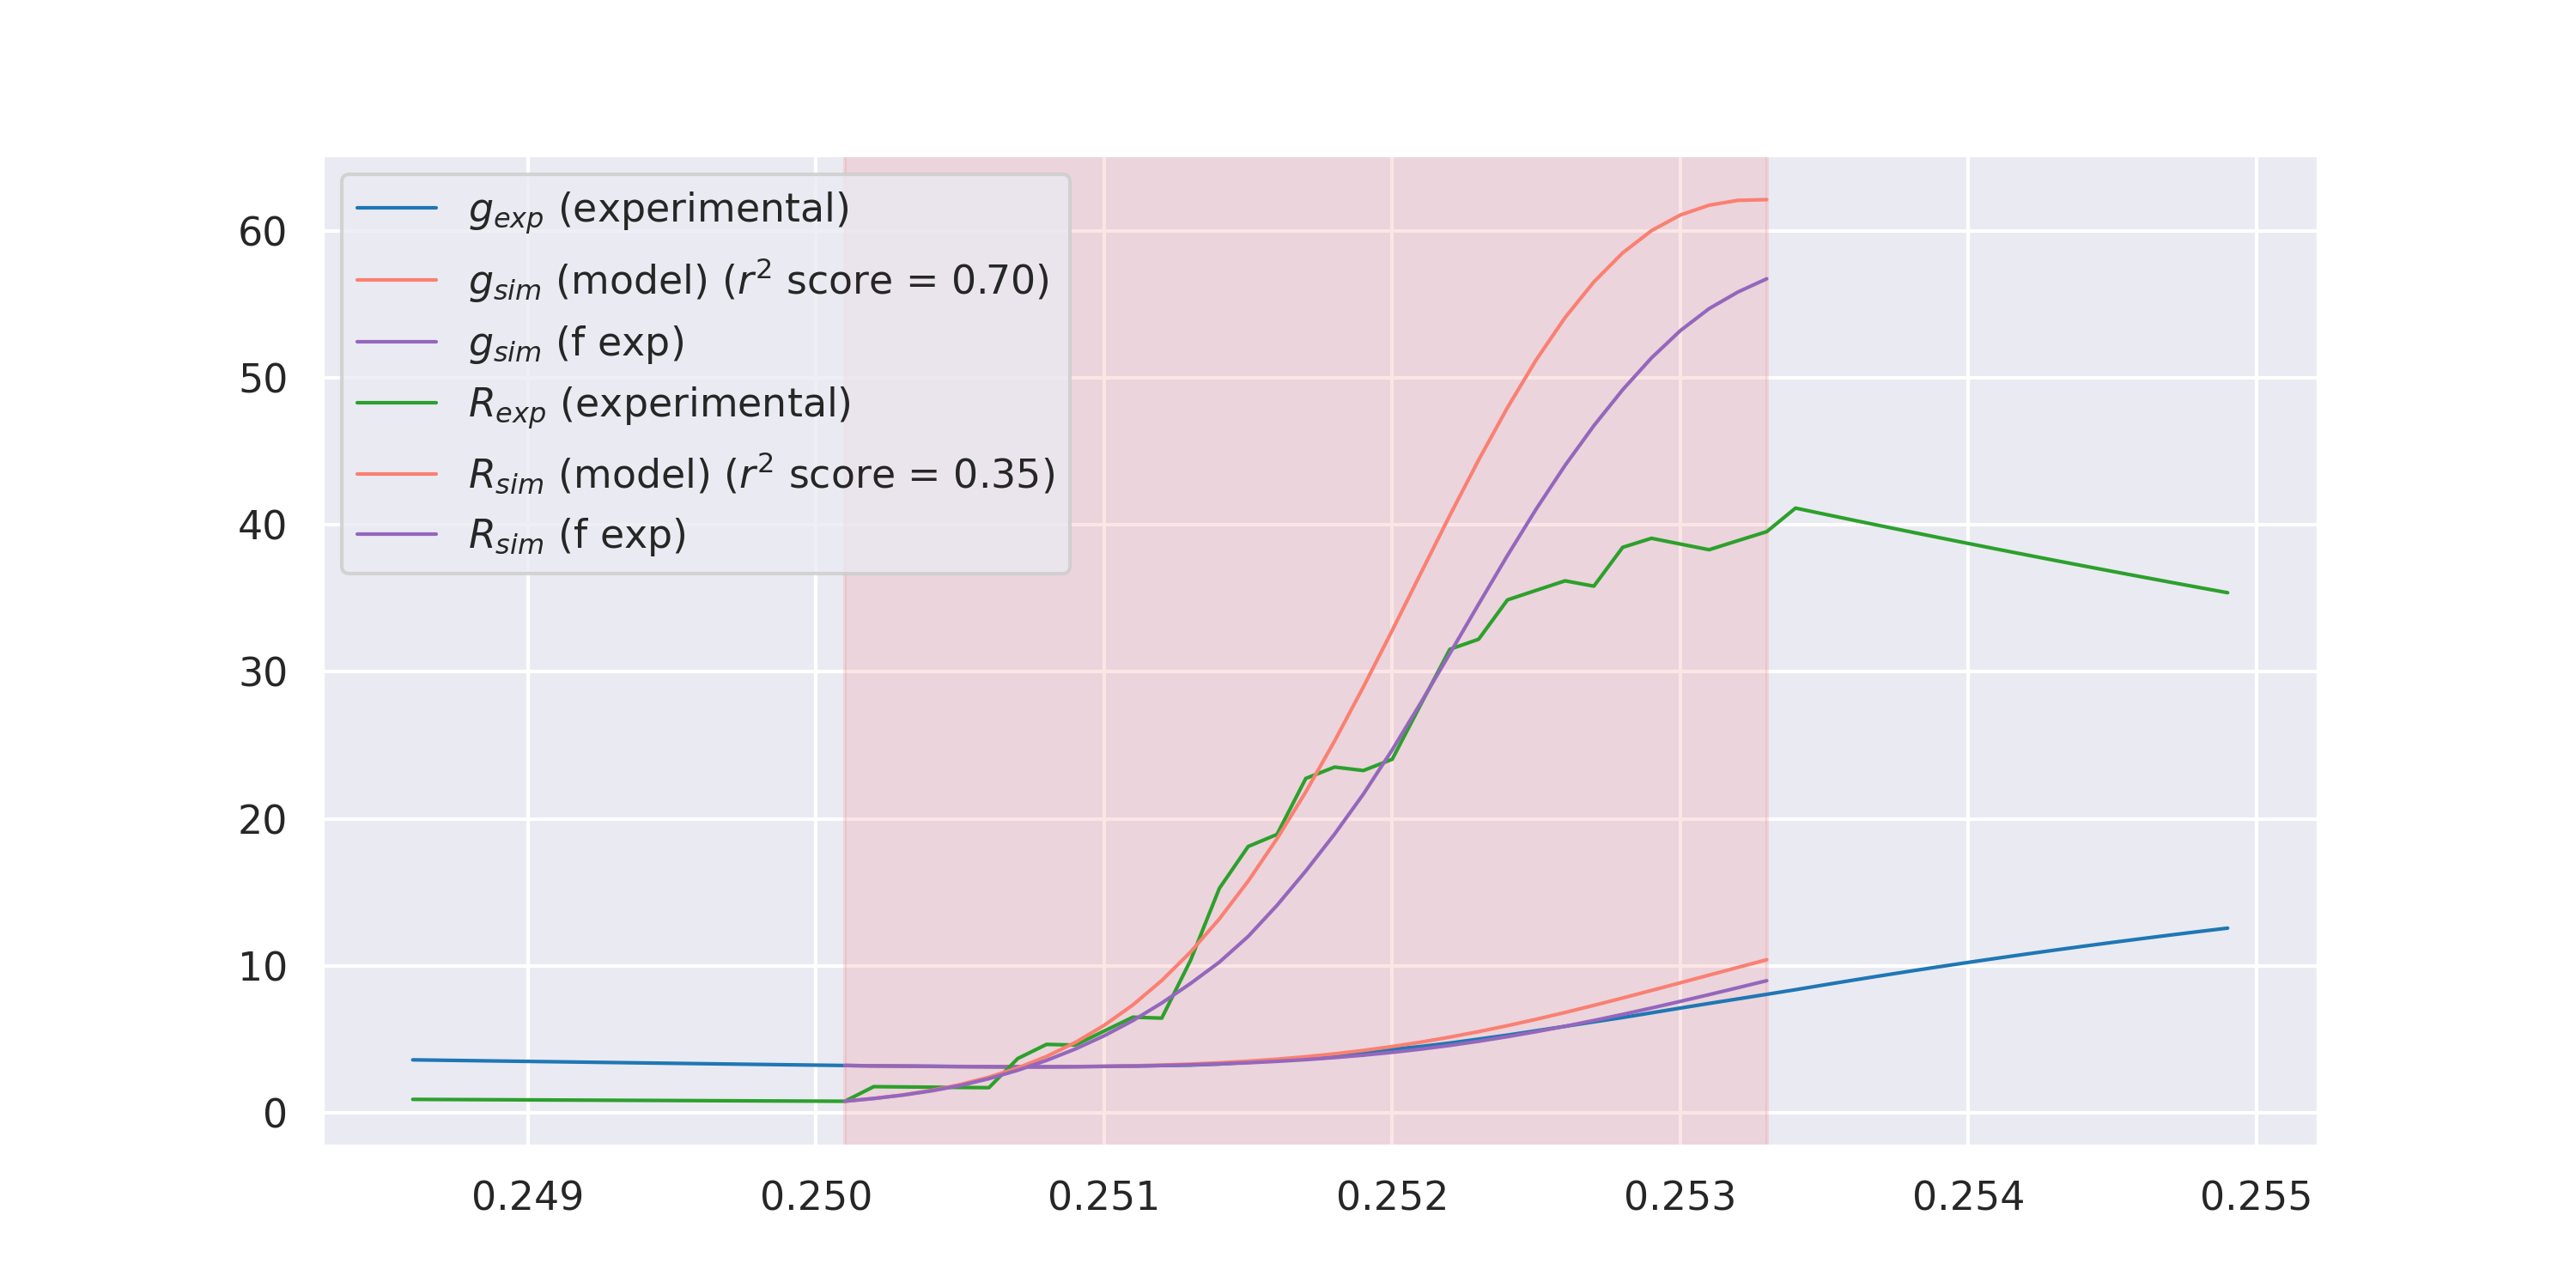 g_exp (experimental)
g_sim (model) (r² score = 0.70)
g_sim (f exp)
R_exp (experimental)
R_sim (model) (r² score = 0.35)
R_sim (f exp)
60
50
40
30
20
10
0
0.249 0.250 0.251 0.252 0.253 0.254 0.255